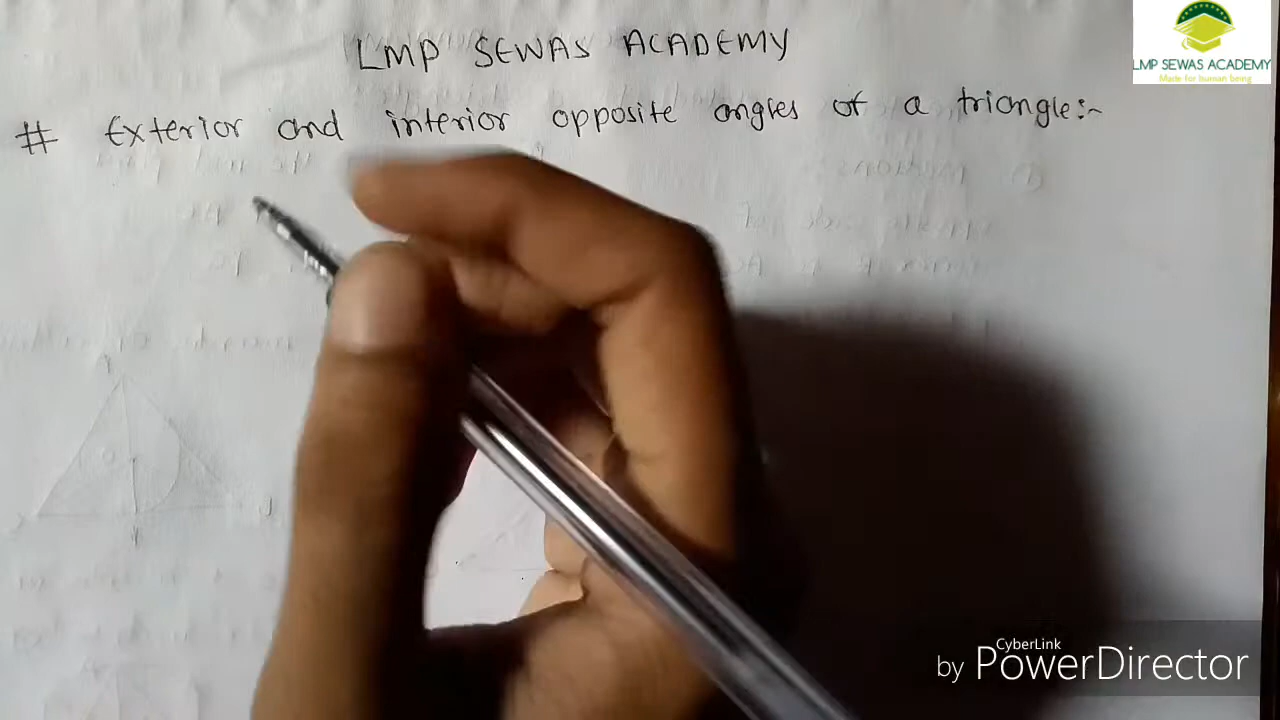 LMP SEWAS ACADEMY
LMP SEWAS ACADEMY
Made for human being
# Exterior and interior opposite angles of a triangle:~
CyberLink
by PowerDirector